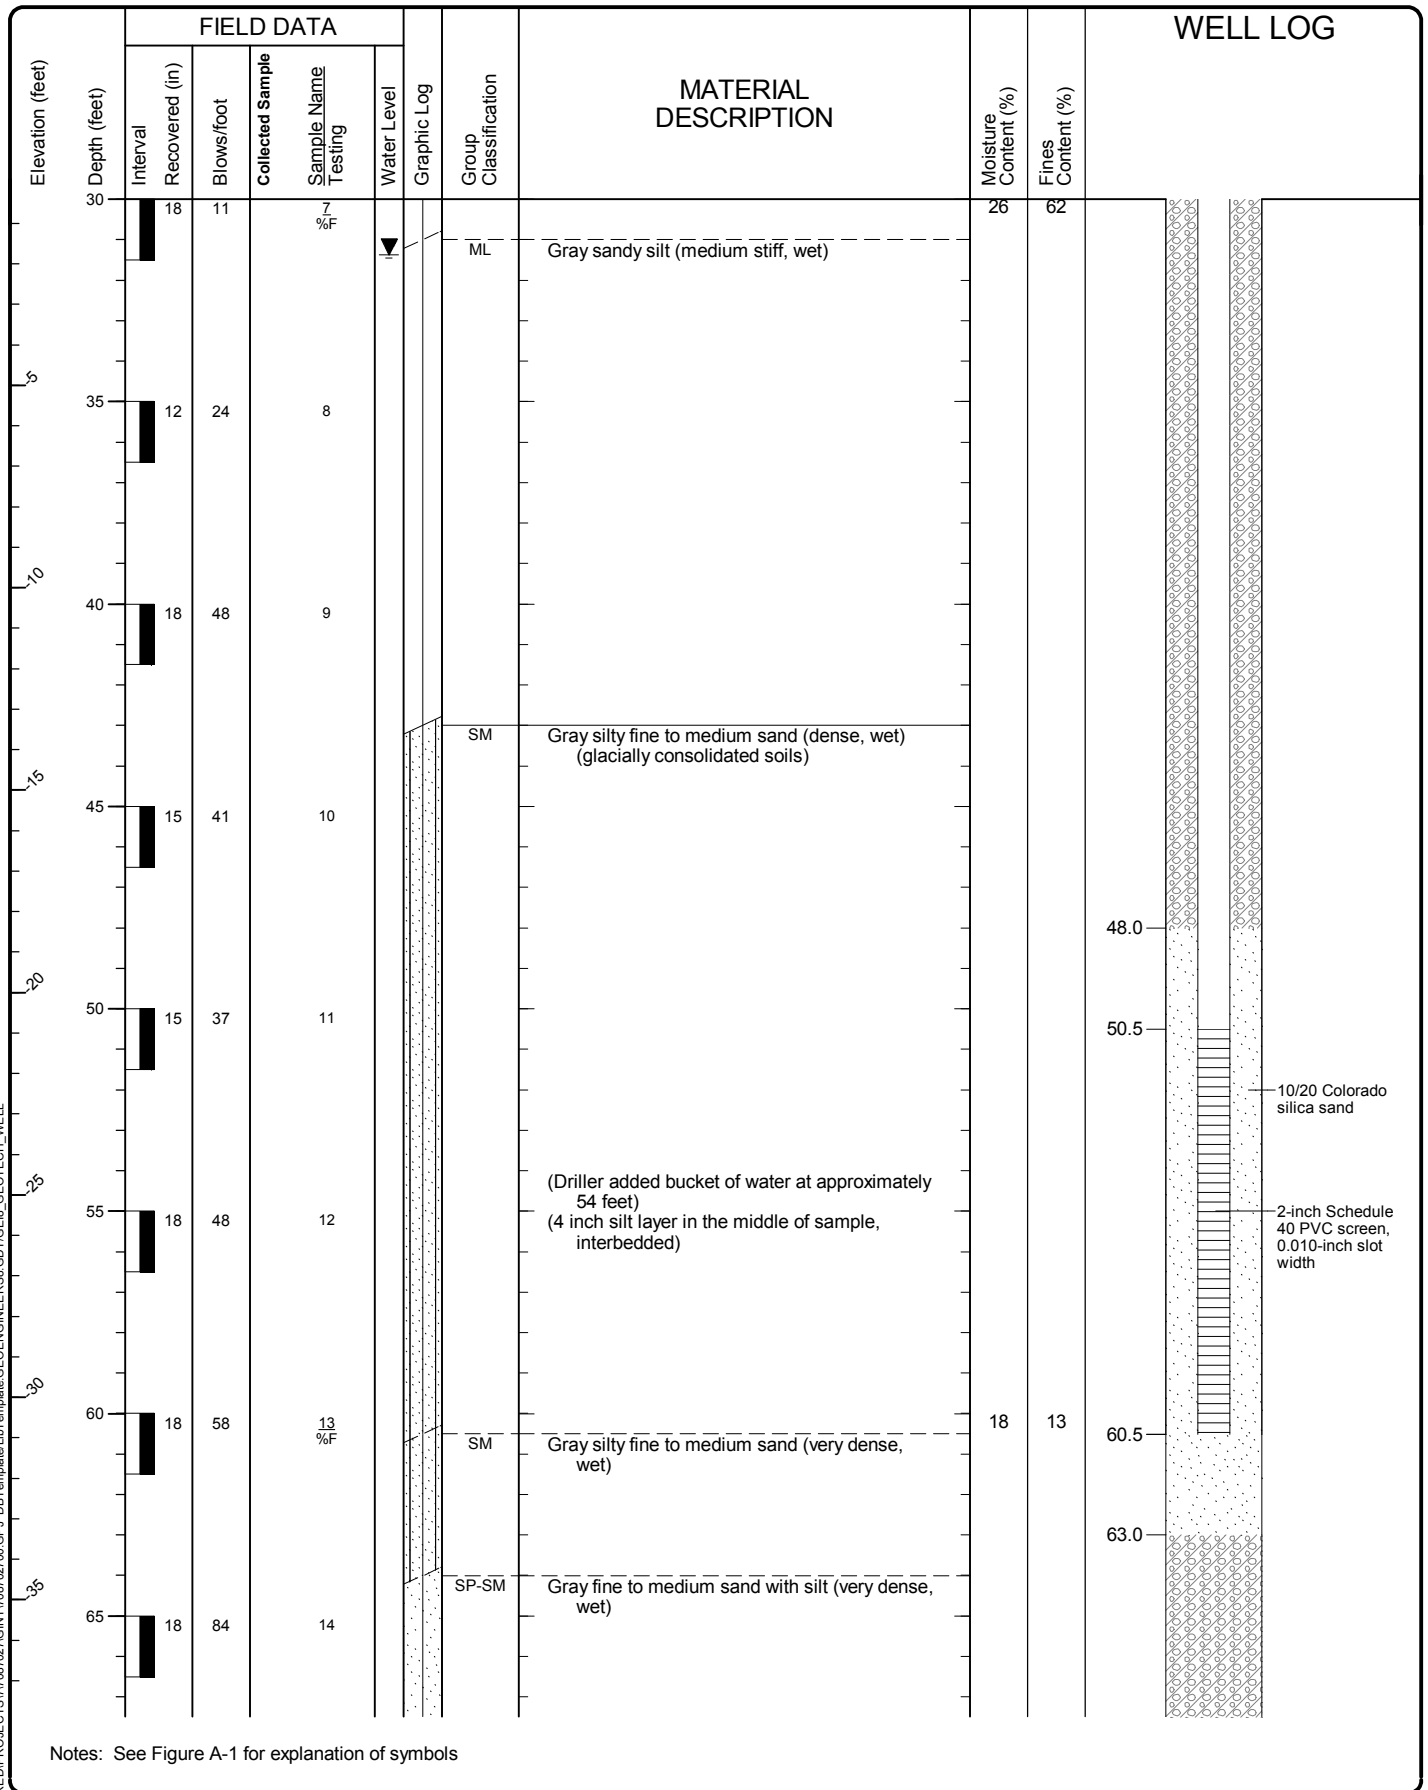 FIELD DATA
WELL LOG
Elevation (feet)
Depth (feet)
Interval
Recovered (in)
Blows/foot
Collected Sample
Sample Name
Testing
Water Level
Graphic Log
Group
Classification
MATERIAL
DESCRIPTION
Moisture
Content (%)
Fines
Content (%)
30
18 11 7
%F
26 62
ML Gray sandy silt (medium stiff, wet)
-5
35
12 24 8
-10
40
18 48 9
SM Gray silty fine to medium sand (dense, wet)
(glacially consolidated soils)
-15
45
15 41 10
48.0
-20
50
15 37 11
50.5
10/20 Colorado
silica sand
-25
(Driller added bucket of water at approximately
54 feet)
55
18 48 12
(4 inch silt layer in the middle of sample,
interbedded)
2-inch Schedule
40 PVC screen,
0.010-inch slot
width
-30
60
18 58 13
%F
18 13
60.5
SM Gray silty fine to medium sand (very dense,
wet)
63.0
-35
SP-SM Gray fine to medium sand with silt (very dense,
wet)
65
18 84 14
Notes: See Figure A-1 for explanation of symbols